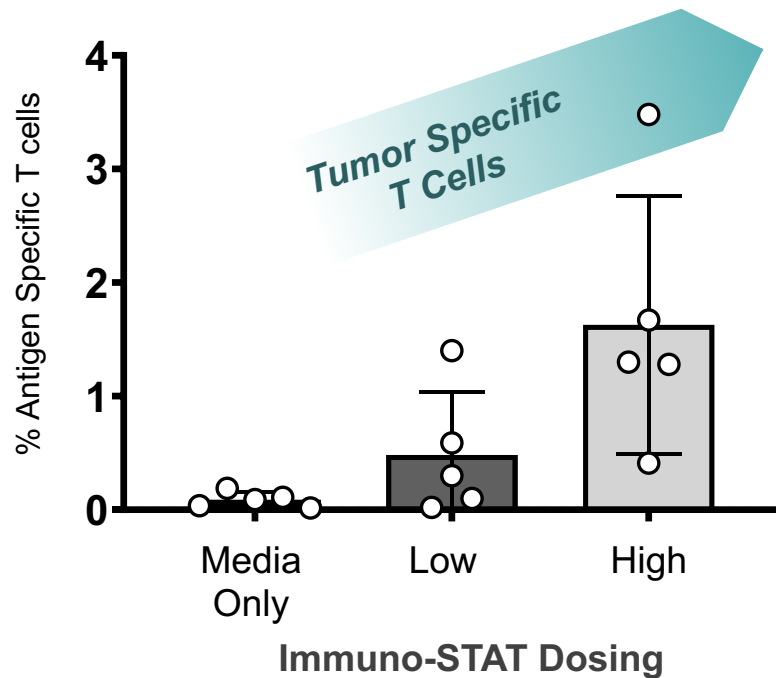 4
3
2
1
0
% Antigen Specific T cells
Tumor Specific
T Cells
Media
Only
Low
High
Immuno-STAT Dosing